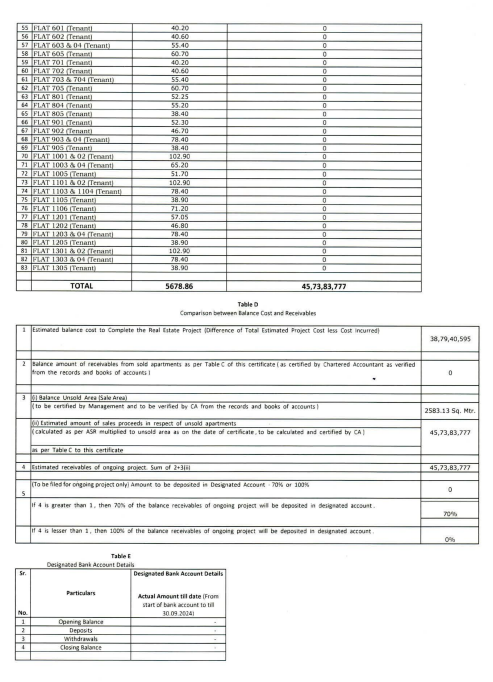 55 FLAT 601 (Tenant) 40.20 0
56 FLAT 602 (Tenant) 40.60 0
57 FLAT 603 & 04 (Tenant) 55.40 0
58 FLAT 605 (Tenant) 60.70 0
59 FLAT 701 (Tenant) 40.20 0
60 FLAT 702 (Tenant) 40.60 0
61 FLAT 703 & 704 (Tenant) 55.40 0
62 FLAT 705 (Tenant) 60.70 0
63 FLAT 801 (Tenant) 52.25 0
64 FLAT 804 (Tenant) 55.20 0
65 FLAT 805 (Tenant) 38.40 0
66 FLAT 901 (Tenant) 52.30 0
67 FLAT 902 (Tenant) 46.70 0
68 FLAT 903 & 04 (Tenant) 78.40 0
69 FLAT 905 (Tenant) 38.40 0
70 FLAT 1001 & 02 (Tenant) 102.90 0
71 FLAT 1003 & 04 (Tenant) 65.20 0
72 FLAT 1005 (Tenant) 51.70 0
73 FLAT 1101 & 02 (Tenant) 102.90 0
74 FLAT 1103 & 1104 (Tenant) 78.40 0
75 FLAT 1105 (Tenant) 38.90 0
76 FLAT 1106 (Tenant) 71.20 0
77 FLAT 1201 (Tenant) 57.05 0
78 FLAT 1202 (Tenant) 46.80 0
79 FLAT 1203 & 04 (Tenant) 78.40 0
80 FLAT 1205 (Tenant) 38.90 0
81 FLAT 1301 & 02 (Tenant) 102.90 0
82 FLAT 1303 & 04 (Tenant) 78.40 0
83 FLAT 1305 (Tenant) 38.90 0
TOTAL 5678.86 45,73,83,777
Table D
Comparison between Balance Cost and Receivables
1 Estimated balance cost to Complete the Real Estate Project (Difference of Total Estimated Project Cost less Cost Incurred) 38,79,40,595
2 Balance amount of receivables from sold apartments as per Table C of this certificate ( as certified by Chartered Accountant as verified
from the records and books of accounts ) 0
3 (i) Balance Unsold Area (Sale Area)
(to be certified by Management and to be verified by CA from the records and books of accounts ) 2583.13 Sq. Mtr.
(ii) Estimated amount of sales proceeds in respect of unsold apartments
( calculated as per ASR multiplied to unsold area as on the date of certificate, to be calculated and certified by CA ) 45,73,83,777
as per Table C to this certificate
4 Estimated receivables of ongoing project. Sum of 2+3(ii) 45,73,83,777
5 (To be filed for ongoing project only) Amount to be deposited in Designated Account - 70% or 100% 0
If 4 is greater than 1 , then 70% of the balance receivables of ongoing project will be deposited in designated account . 70%
If 4 is lesser than 1 , then 100% of the balance receivables of ongoing project will be deposited in designated account . 0%
Table E
Designated Bank Account Details
Sr. No. Particulars Designated Bank Account Details
Actual Amount till date (From
start of bank account to till
30.09.2024)
1 Opening Balance -
2 Deposits -
3 Withdrawals -
4 Closing Balance -